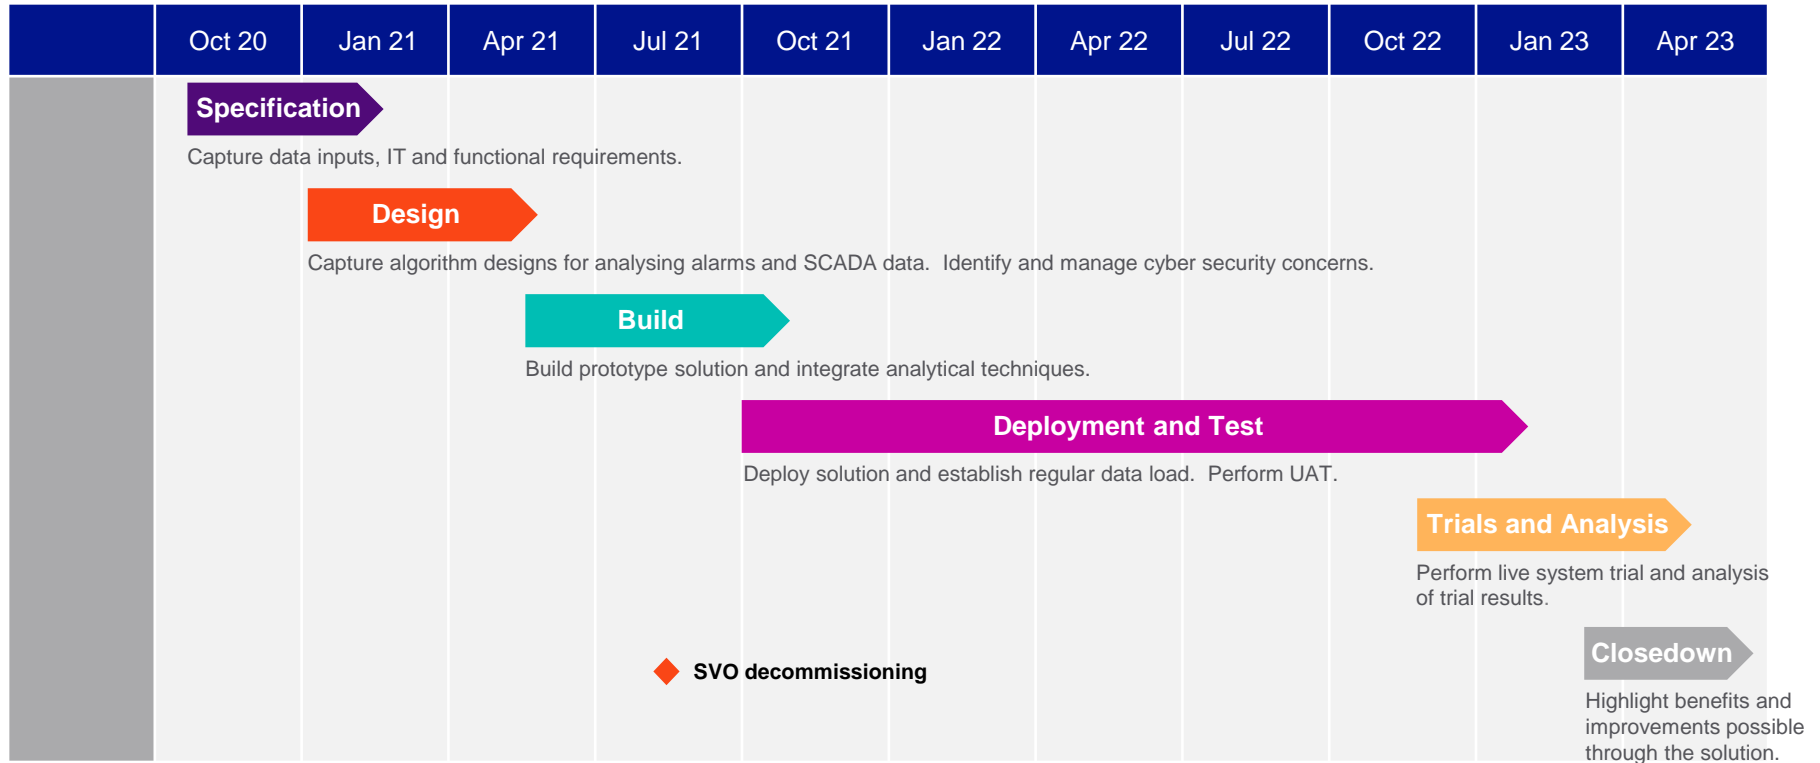 Oct 20 Jan 21 Apr 21 Jul 21 Oct 21 Jan 22 Apr 22 Jul 22 Oct 22 Jan 23 Apr 23
Specification
Capture data inputs, IT and functional requirements.
Design
Capture algorithm designs for analysing alarms and SCADA data.  Identify and manage cyber security concerns.
Build
Build prototype solution and integrate analytical techniques.
Deployment and Test
Deploy solution and establish regular data load.  Perform UAT.
Trials and Analysis
Perform live system trial and analysis
of trial results.
SVO decommissioning
Closedown
Highlight benefits and
improvements possible
through the solution.